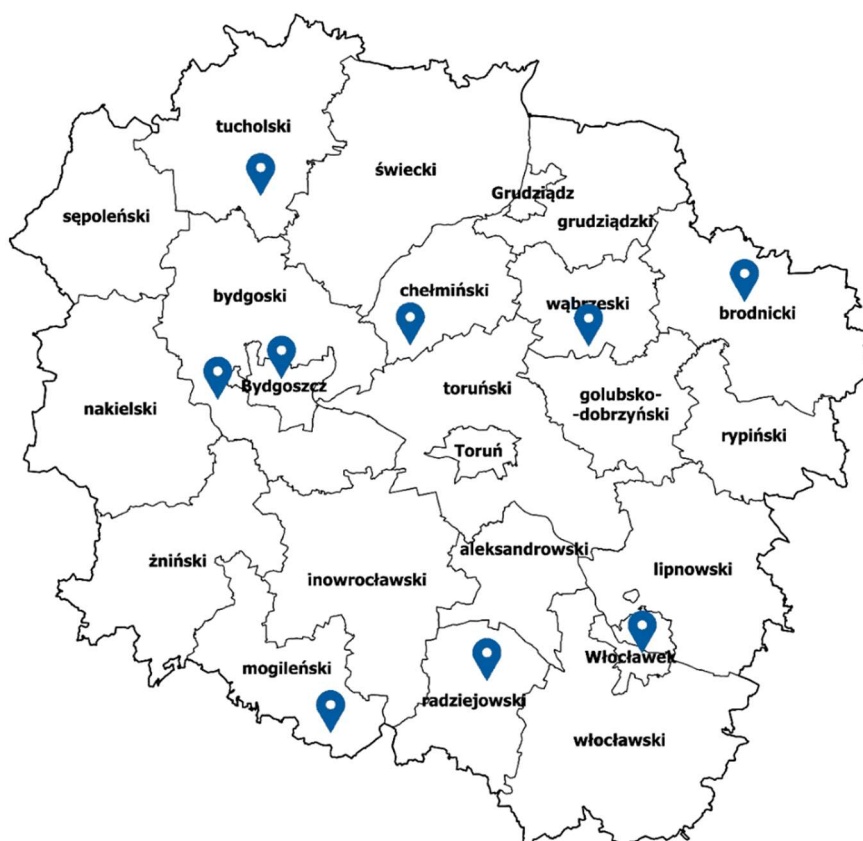 tucholski
świecki
Grudziądz
sępoleński
grudziądzki
bydgoski
chełmiński
wąbrzeski
brodnicki
Bydgoszcz
toruński
golubsko-
-dobrzyński
nakielski
rypiński
Toruń
aleksandrowski
żniński
inowrocławski
lipnowski
Włocławek
mogileński
radziejowski
włocławski